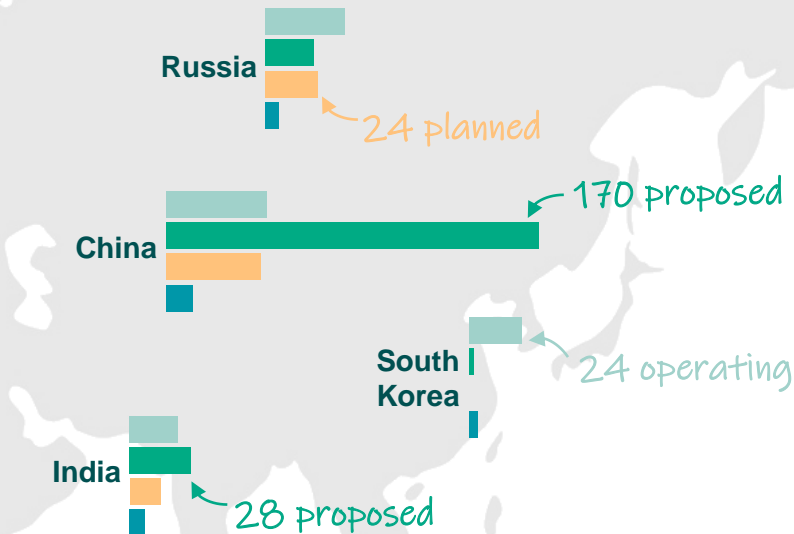 Russia
24 planned
170 proposed
China
South
Korea
24 operating
India
28 proposed